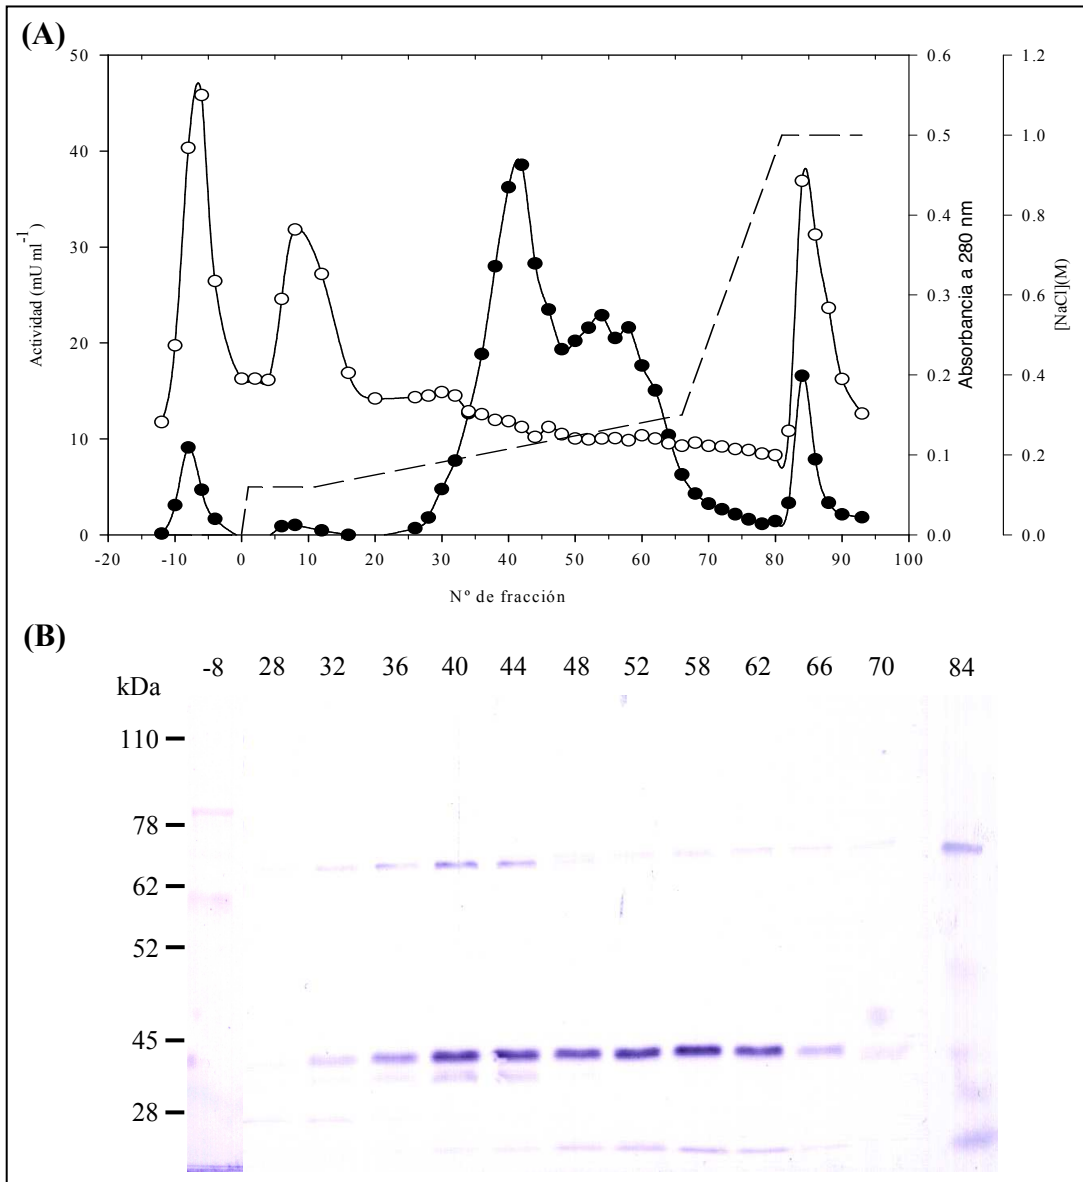 (A)
50
40
30
20
10
0
Actividad (mU ml⁻¹)
-20 -10 0 10 20 30 40 50 60 70 80 90 100
Nº de fracción
0.6
0.5
0.4
0.3
0.2
0.1
0.0
Absorbancia a 280 nm
1.2
1.0
0.8
0.6
0.4
0.2
0.0
[NaCl](M)
(B)
-8 28 32 36 40 44 48 52 58 62 66 70 84
kDa
110
78
62
52
45
28